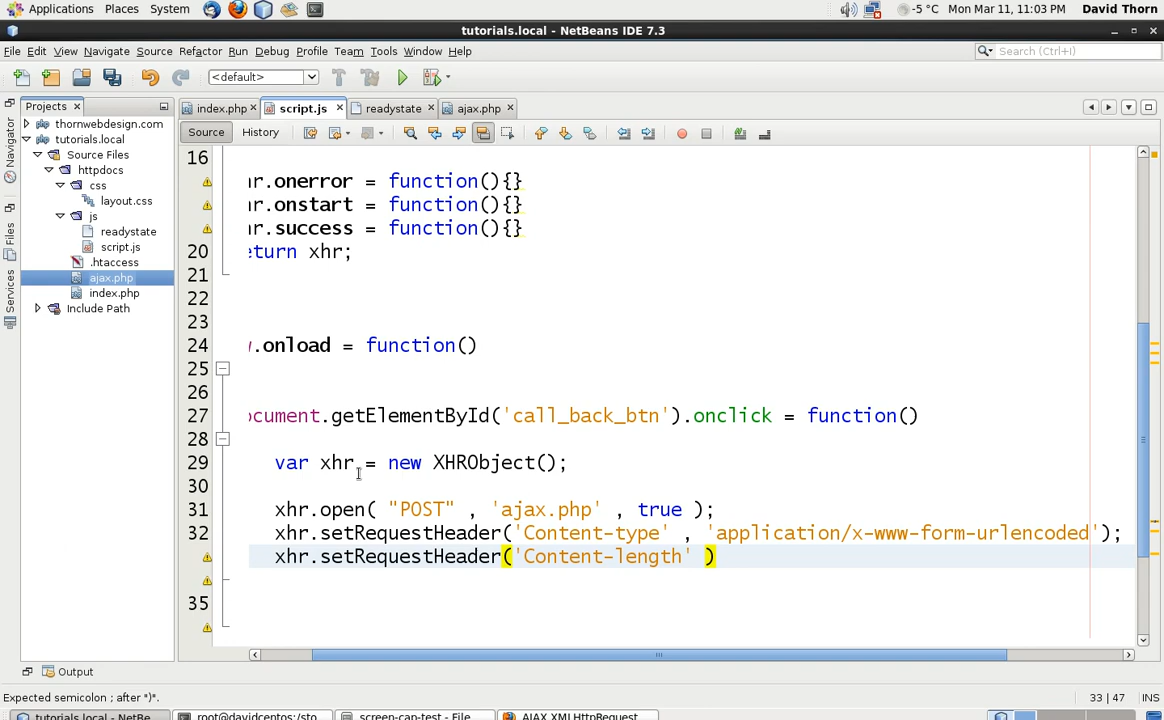 Applications Places System -5 °C Mon Mar 11, 11:03 PM David Thorn
tutorials.local - NetBeans IDE 7.3
File Edit View Navigate Source Refactor Run Debug Profile Team Tools Window Help Search (Ctrl+I)
<default>
Projects index.php script.js readystate ajax.php
Source History
Navigator
Files
Services
thornwebdesign.com
tutorials.local
Source Files
httpdocs
css
layout.css
js
readystate
script.js
.htaccess
ajax.php
index.php
Include Path
16
nr.onerror = function(){}
nr.onstart = function(){}
nr.success = function(){}
20 eturn xhr;
21
22
23
24 .onload = function()
25
26
27 ocument.getElementById('call_back_btn').onclick = function()
28
29 var xhr = new XHRObject();
30
31 xhr.open( "POST" , 'ajax.php' , true );
32 xhr.setRequestHeader('Content-type' , 'application/x-www-form-urlencoded');
xhr.setRequestHeader('Content-length' )
35
Output
Expected semicolon ; after ")". 33 | 47 INS
tutorials.local - NetBe... root@davidcentos:/sto... screen-cap-test - File ... AJAX XMLHttpRequest ...